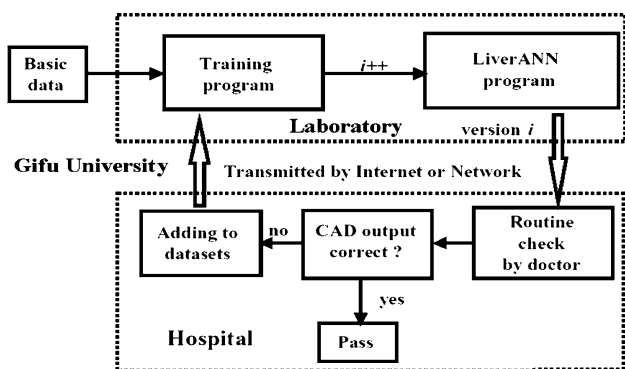 Basic
data
Training
program
i++
LiverANN
program
Laboratory
version i
Gifu University
Transmitted by Internet or Network
Adding to
datasets
no
CAD output
correct ?
Routine
check
by doctor
yes
Hospital
Pass